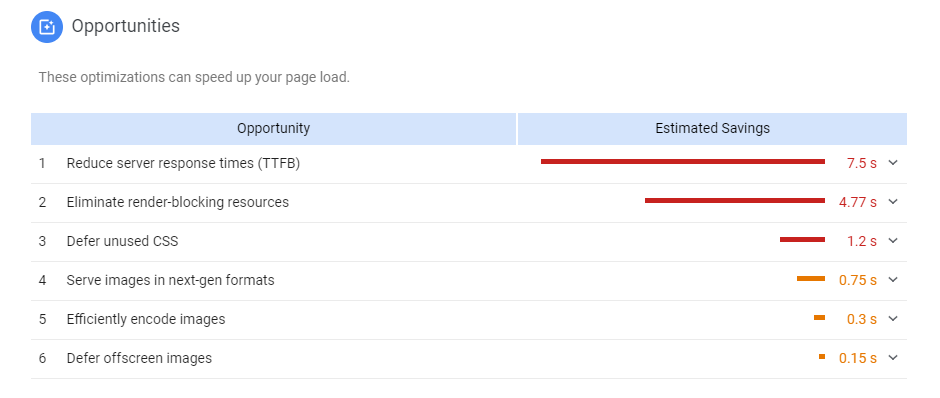 Opportunities
These optimizations can speed up your page load.
Opportunity Estimated Savings
1 Reduce server response times (TTFB) 7.5 s
2 Eliminate render-blocking resources 4.77 s
3 Defer unused CSS 1.2 s
4 Serve images in next-gen formats 0.75 s
5 Efficiently encode images 0.3 s
6 Defer offscreen images 0.15 s